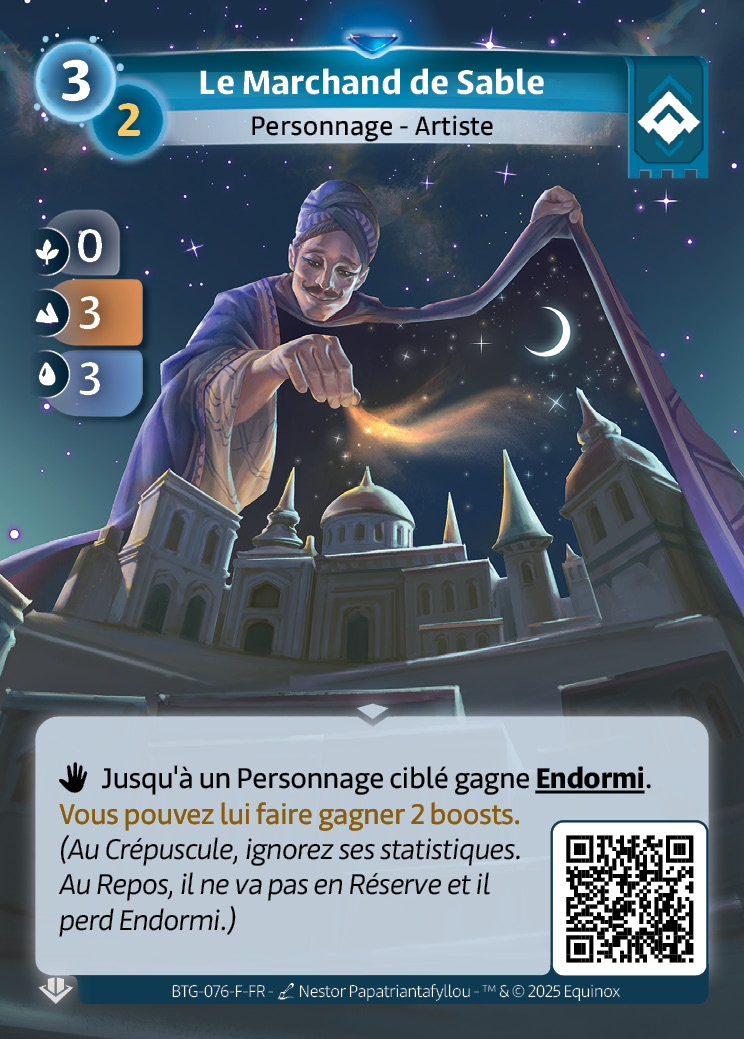 3
2
Le Marchand de Sable
Personnage - Artiste
0
3
3
Jusqu'à un Personnage ciblé gagne Endormi.
Vous pouvez lui faire gagner 2 boosts.
(Au Crépuscule, ignorez ses statistiques.
Au Repos, il ne va pas en Réserve et il
perd Endormi.)
BTG-076-F-FR - Nestor Papatriantafyllou - ™ & © 2025 Equinox